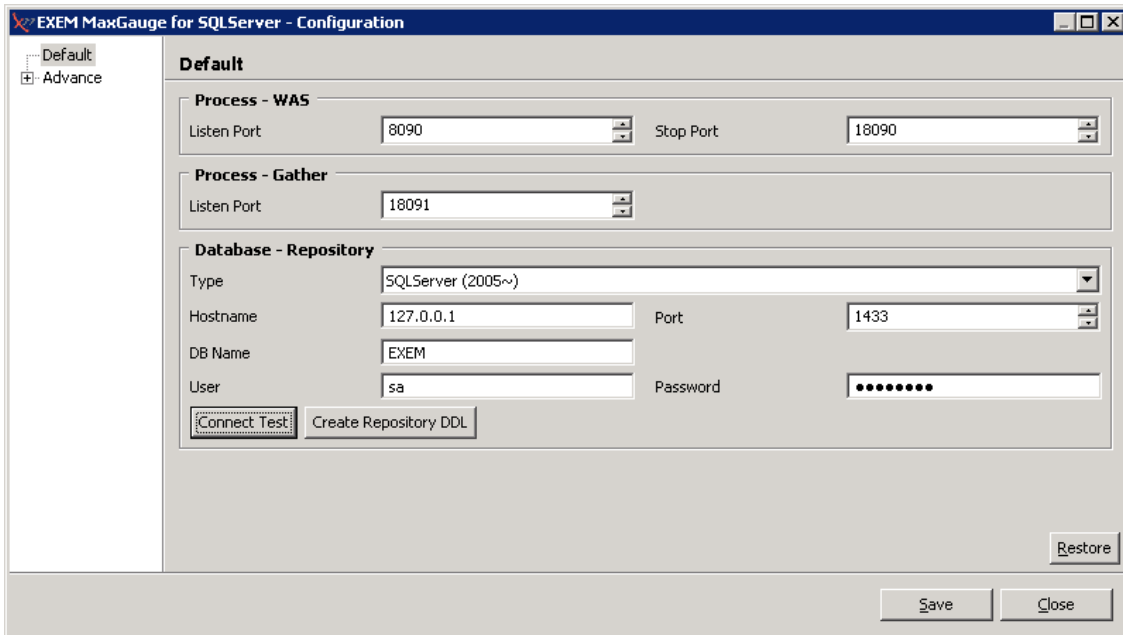 EXEM MaxGauge for SQLServer - Configuration
Default
Advance
Default
Process - WAS
Listen Port 8090 Stop Port 18090
Process - Gather
Listen Port 18091
Database - Repository
Type SQLServer (2005~)
Hostname 127.0.0.1 Port 1433
DB Name EXEM
User sa Password ●●●●●●●●
Connect Test Create Repository DDL
Restore
Save Close